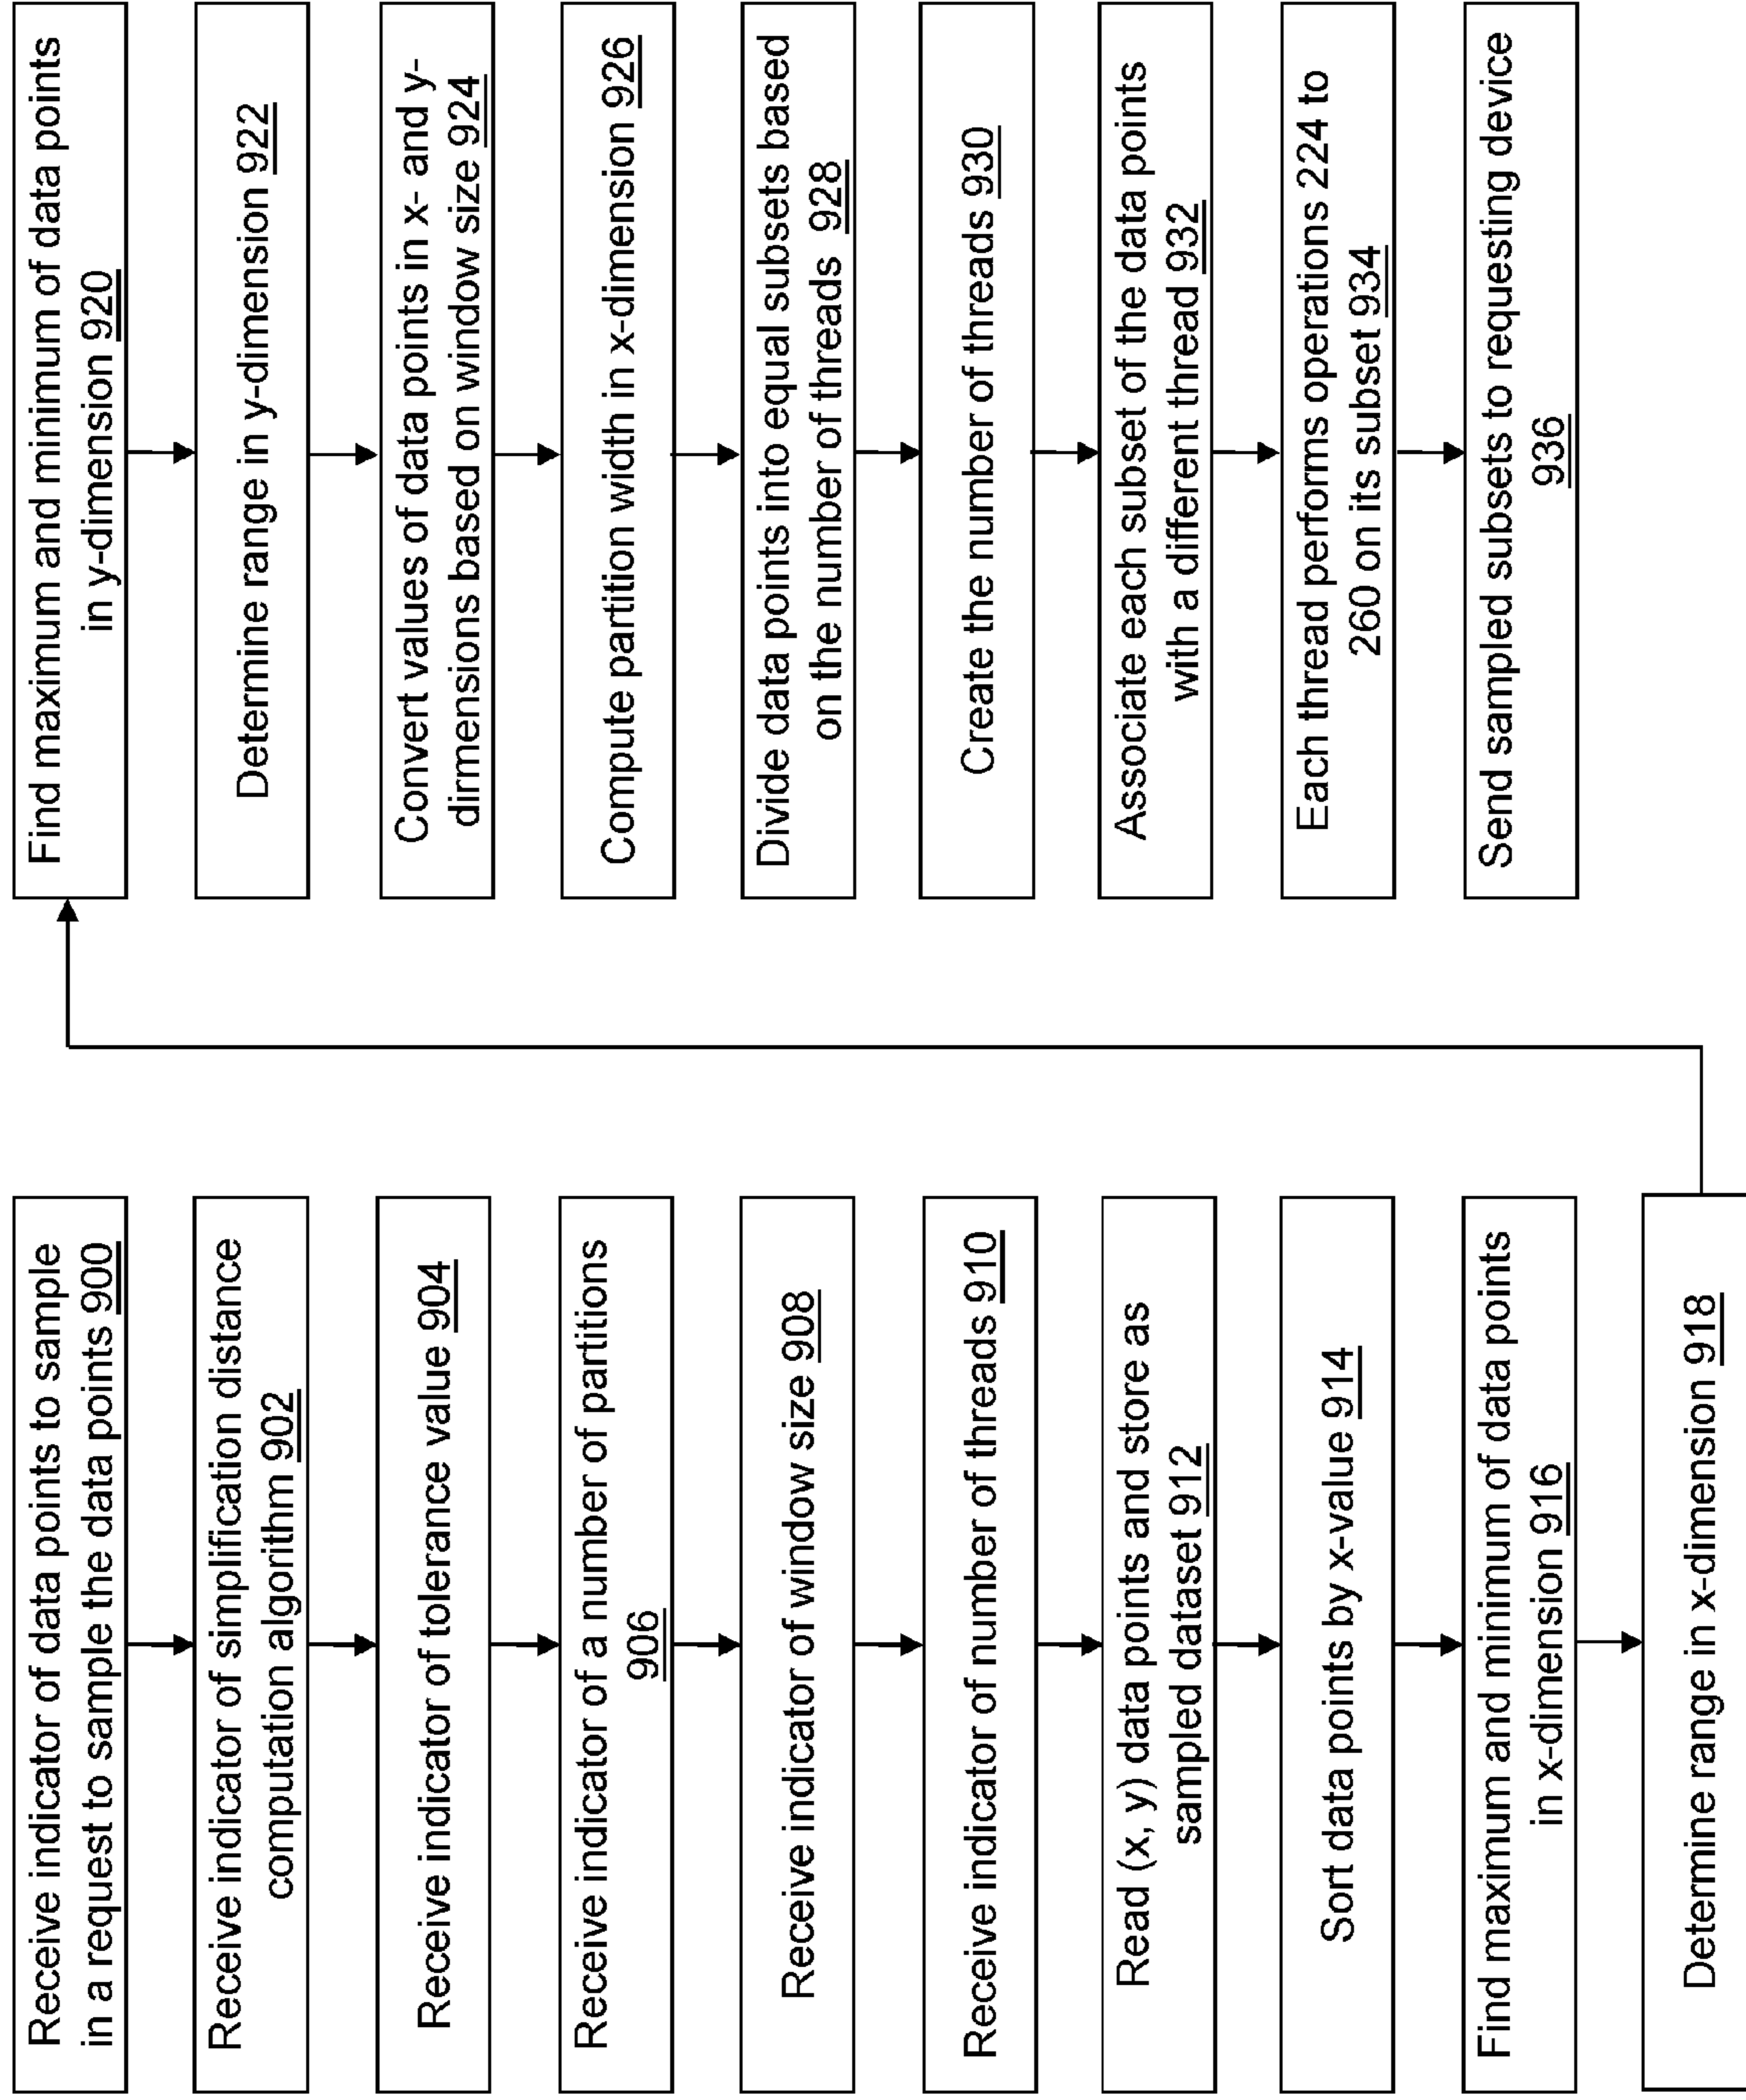 Receive indicator of data points to sample
in a request to sample the data points 900
Receive indicator of simplification distance
computation algorithm 902
Receive indicator of tolerance value 904
Receive indicator of a number of partitions
906
Receive indicator of window size 908
Receive indicator of number of threads 910
Read (x, y) data points and store as
sampled dataset 912
Sort data points by x-value 914
Find maximum and minimum of data points
in x-dimension 916
Determine range in x-dimension 918
Find maximum and minimum of data points
in y-dimension 920
Determine range in y-dimension 922
Convert values of data points in x- and y-
dirmensions based on window size 924
Compute partition width in x-dimension 926
Divide data points into equal subsets based
on the number of threads 928
Create the number of threads 930
Associate each subset of the data points
with a different thread 932
Each thread performs operations 224 to
260 on its subset 934
Send sampled subsets to requesting device
936